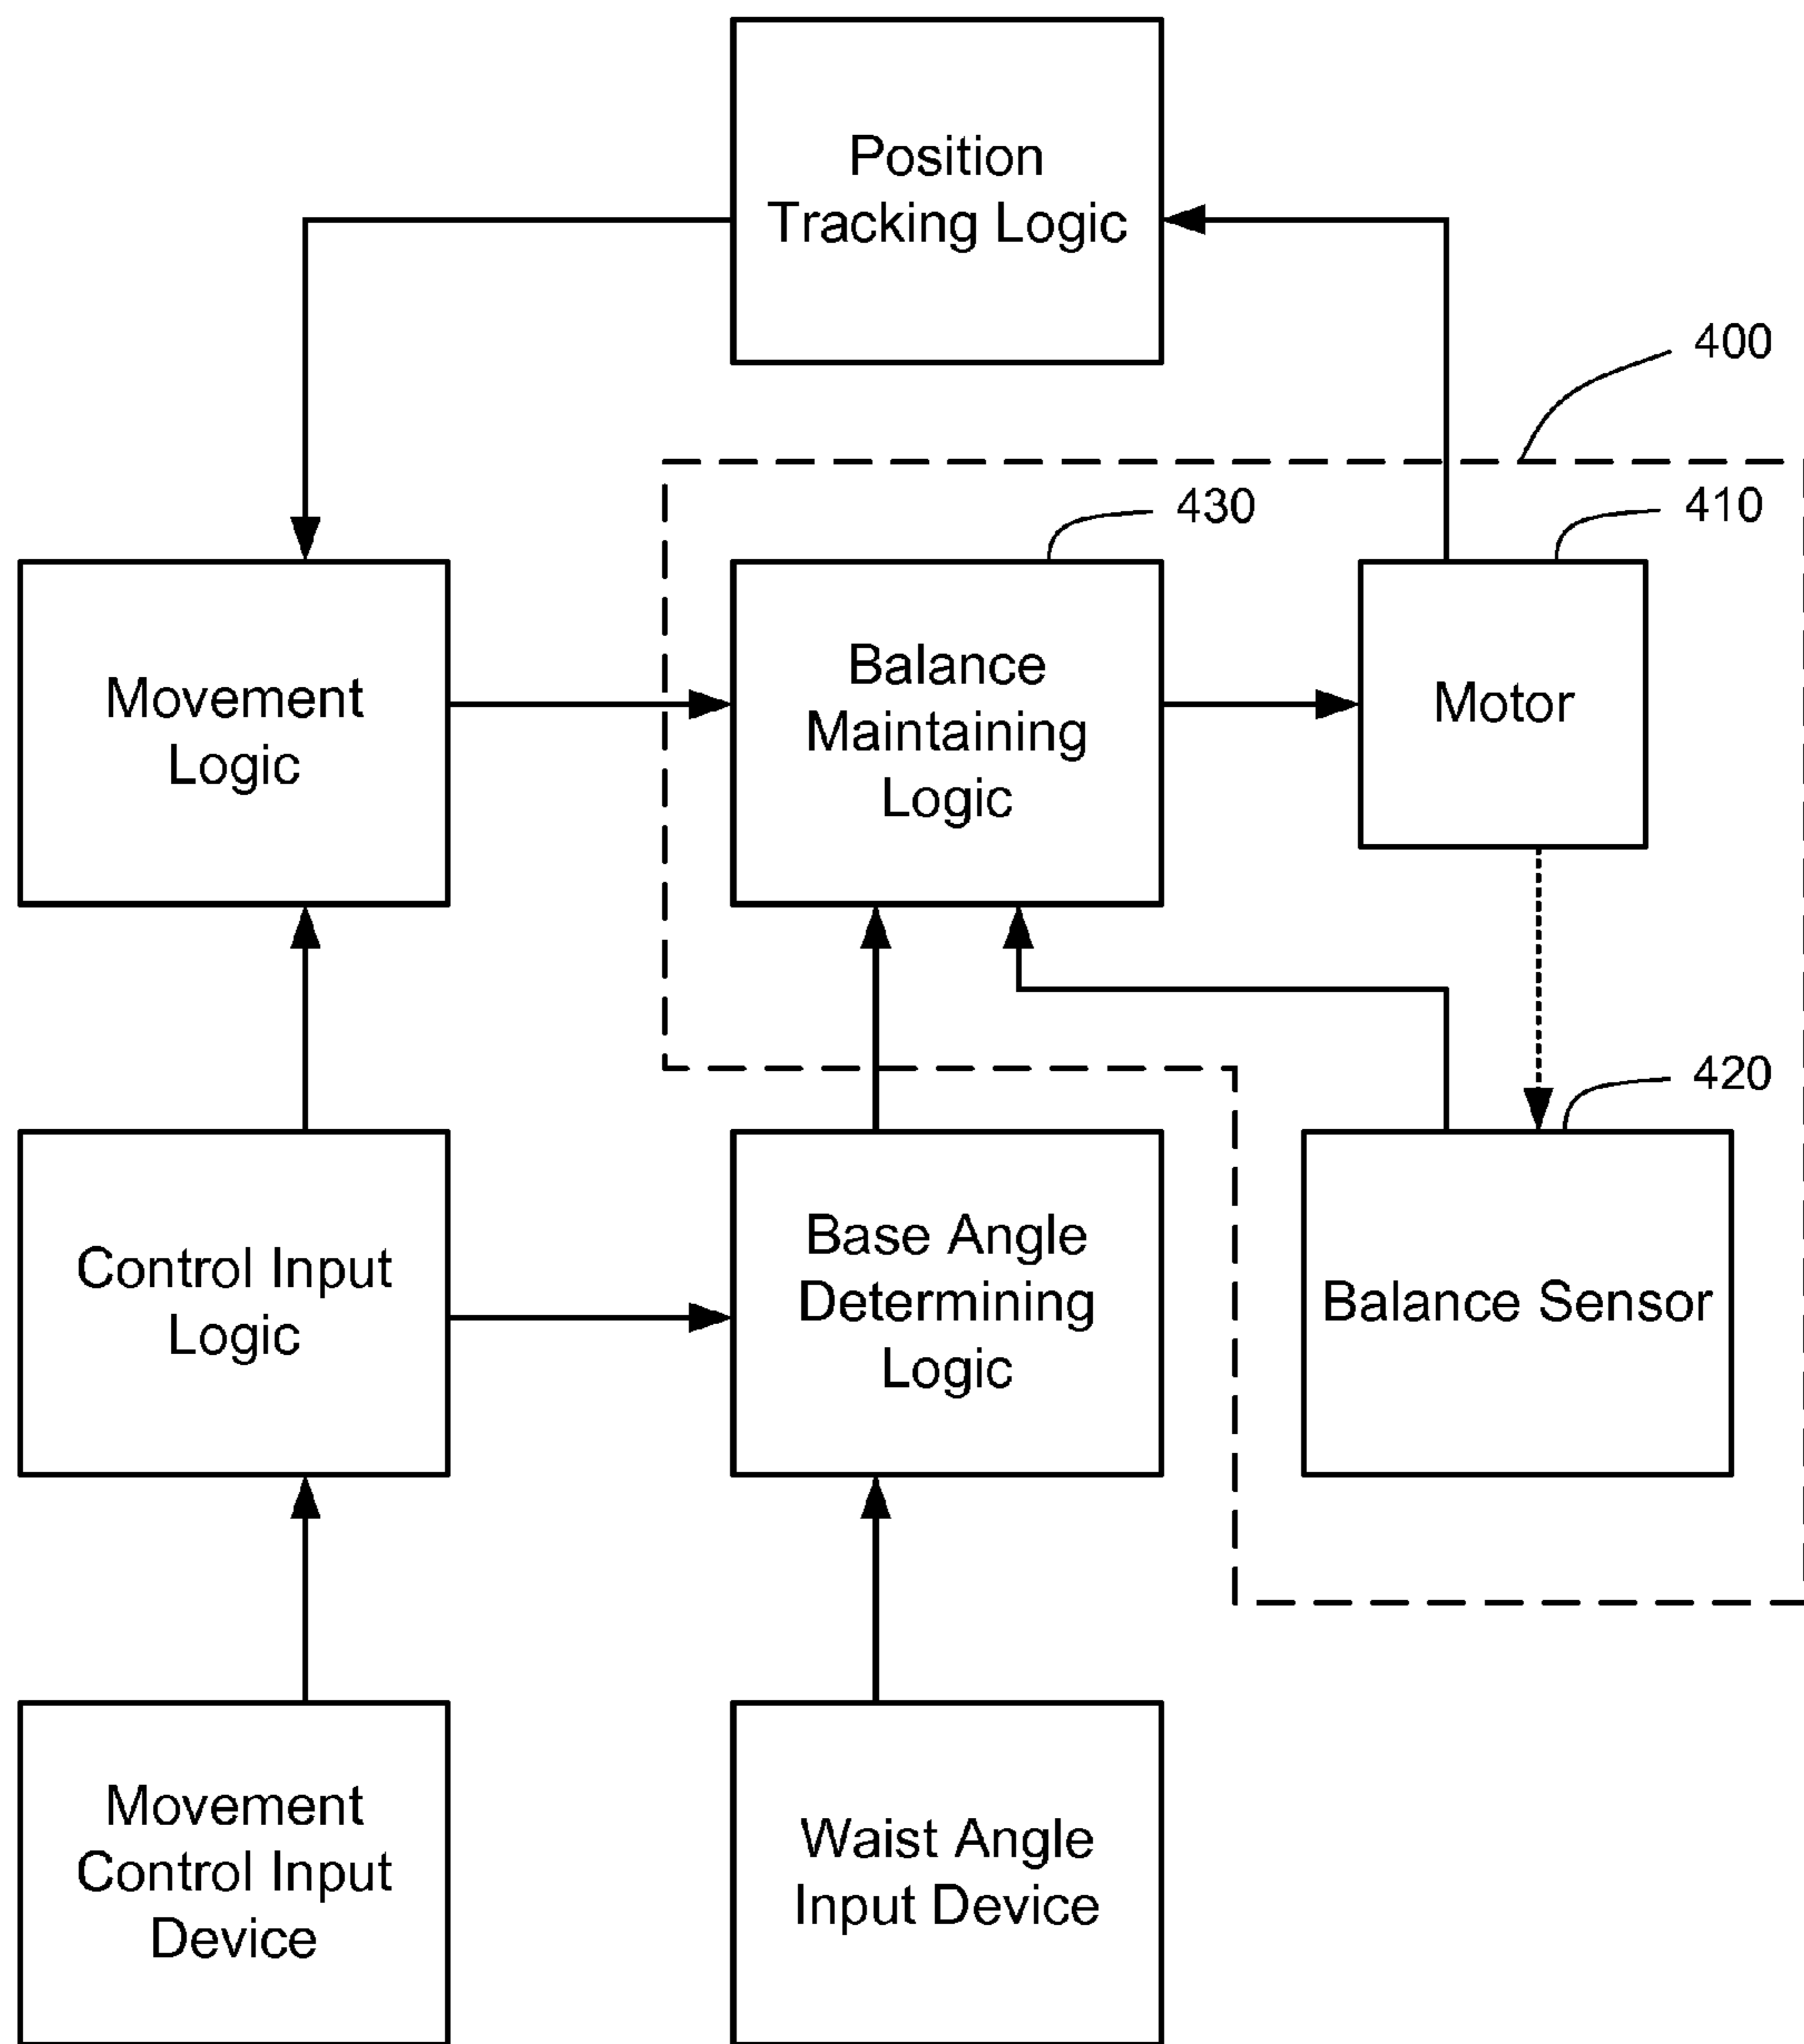 Position
Tracking Logic
400
430
410
Movement
Logic
Balance
Maintaining
Logic
Motor
420
Control Input
Logic
Base Angle
Determining
Logic
Balance Sensor
Movement
Control Input
Device
Waist Angle
Input Device